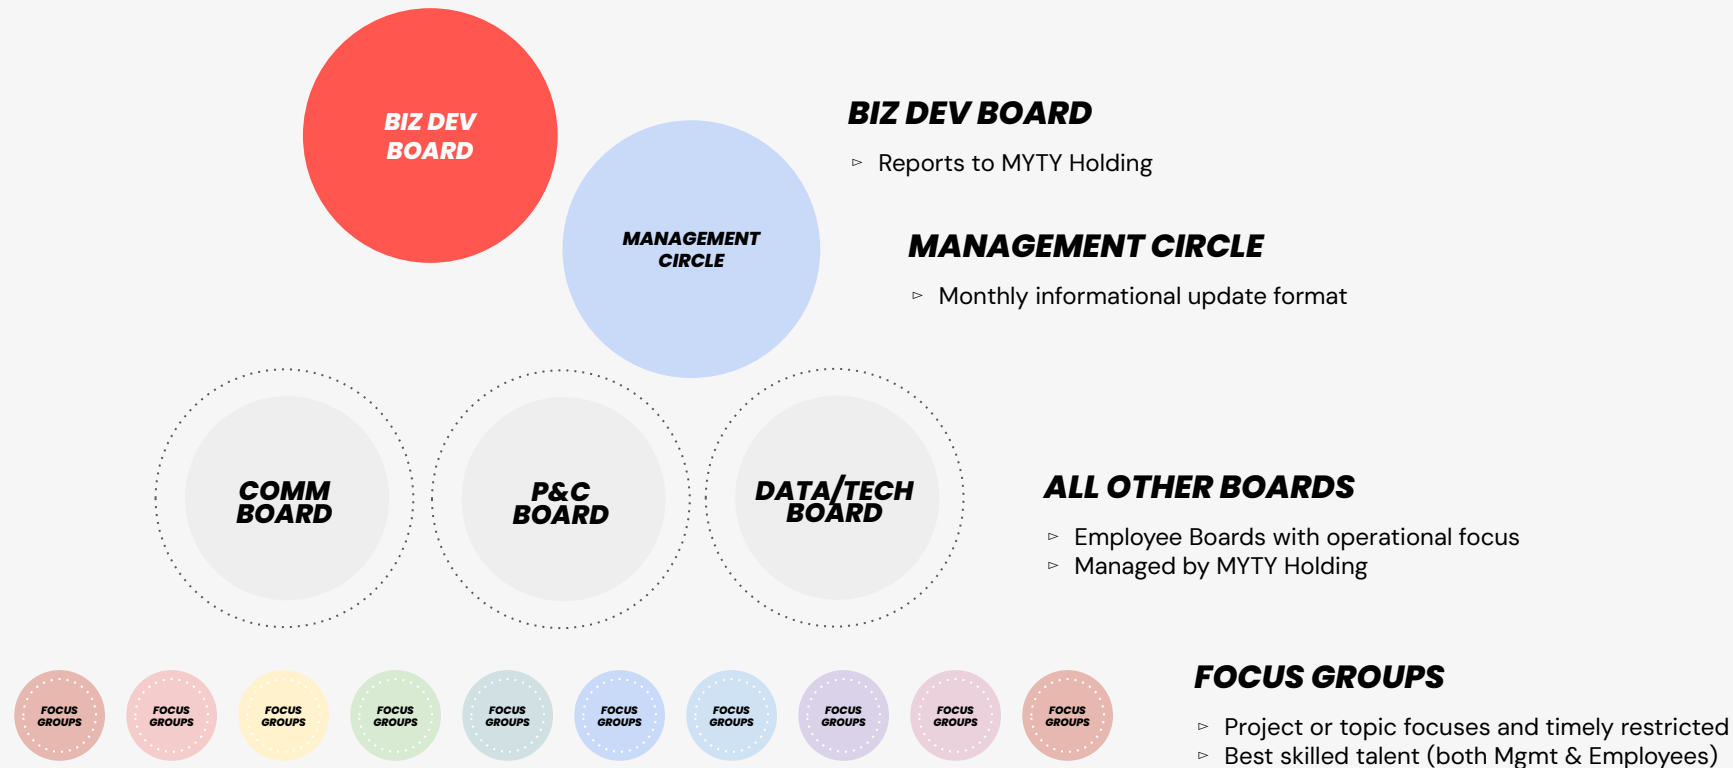 BIZ DEV
BOARD
MANAGEMENT
CIRCLE
BIZ DEV BOARD
▻ Reports to MYTY Holding
MANAGEMENT CIRCLE
▻ Monthly informational update format
COMM
BOARD
P&C
BOARD
DATA/TECH
BOARD
ALL OTHER BOARDS
▻ Employee Boards with operational focus
▻ Managed by MYTY Holding
FOCUS
GROUPS
FOCUS
GROUPS
FOCUS
GROUPS
FOCUS
GROUPS
FOCUS
GROUPS
FOCUS
GROUPS
FOCUS
GROUPS
FOCUS
GROUPS
FOCUS
GROUPS
FOCUS
GROUPS
FOCUS GROUPS
▻ Project or topic focuses and timely restricted
▻ Best skilled talent (both Mgmt & Employees)